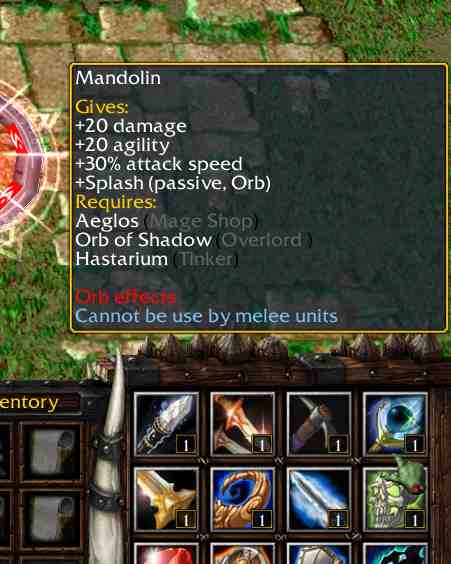 Mandolin
Gives:
+20 damage
+20 agility
+30% attack speed
+Splash (passive, Orb)
Requires:
Aeglos (Mage Shop)
Orb of Shadow (Overlord )
Hastarium (Tinker)
Orb effects
Cannot be use by melee units
entory
1 1 1 1
1 1 1 1